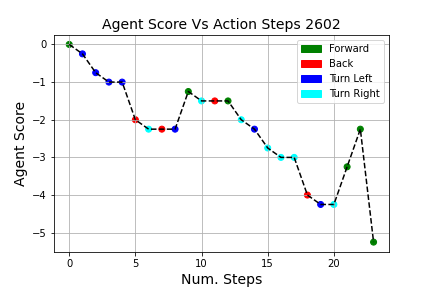 Agent Score Vs Action Steps 2602
0
−1
−2
−3
−4
−5
Agent Score
Forward
Back
Turn Left
Turn Right
0
5
10
15
20
Num. Steps